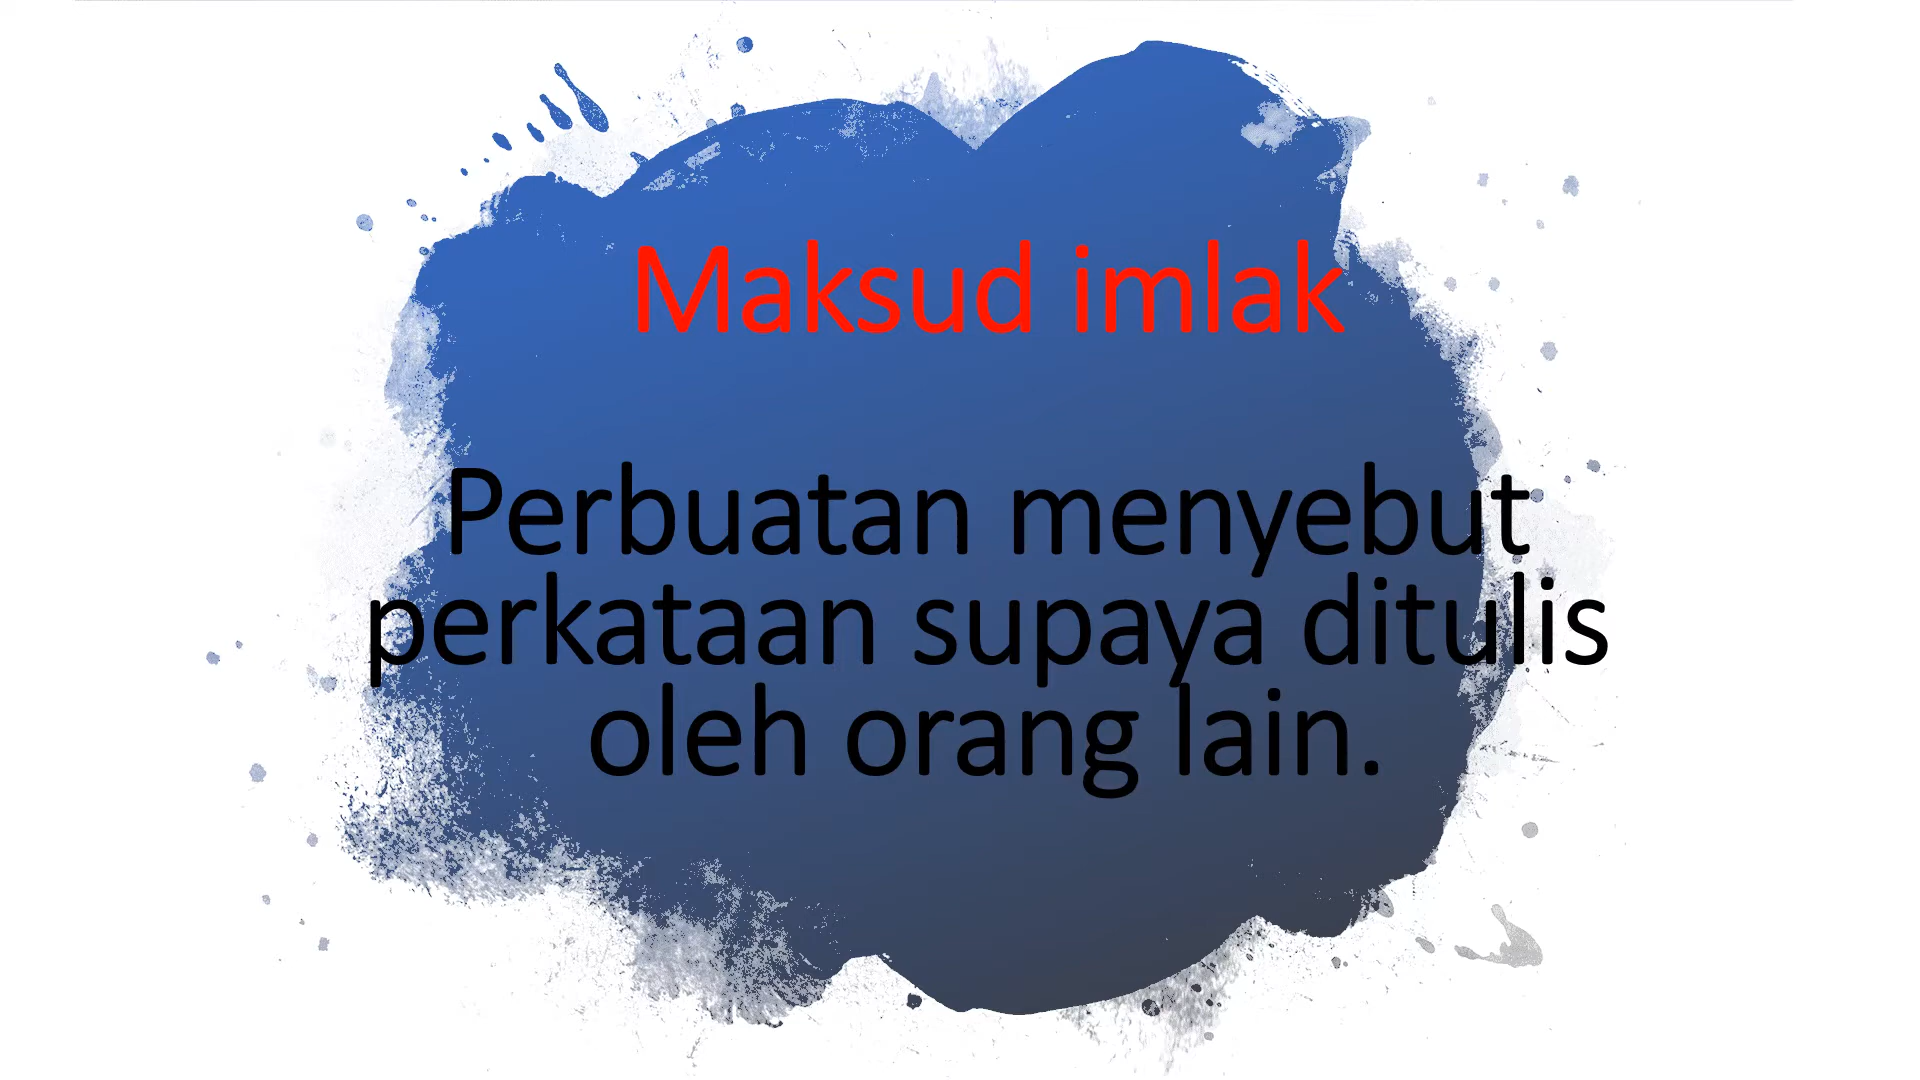 Maksud imlak
Perbuatan menyebut
perkataan supaya ditulis
oleh orang lain.